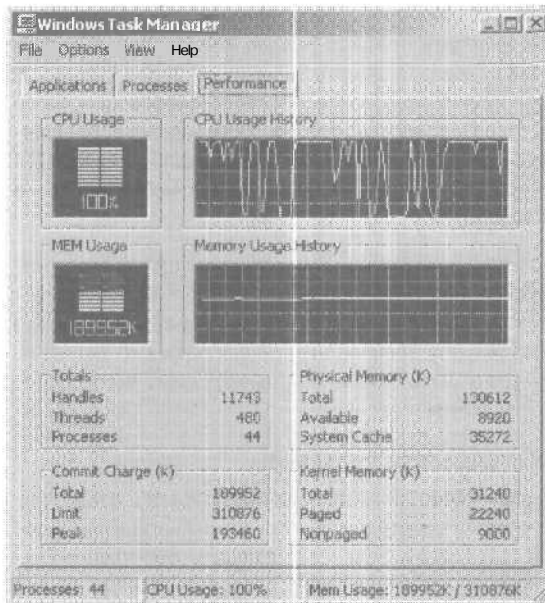 Windows Task Manager
File Options View Help
Applications Processes Performance
CPU Usage CPU Usage History
100%
MEM Usage Memory Usage History
189952K
Totals
Handles 11743
Threads 480
Processes 44
Physical Memory (K)
Total 130612
Available 8920
System Cache 35272
Commit Charge (K)
Total 189952
Limit 310876
Peak 193460
Kernel Memory (K)
Total 31240
Paged 22240
Nonpaged 9000
Processes: 44 CPU Usage: 100% Mem Usage: 189952K / 310876K